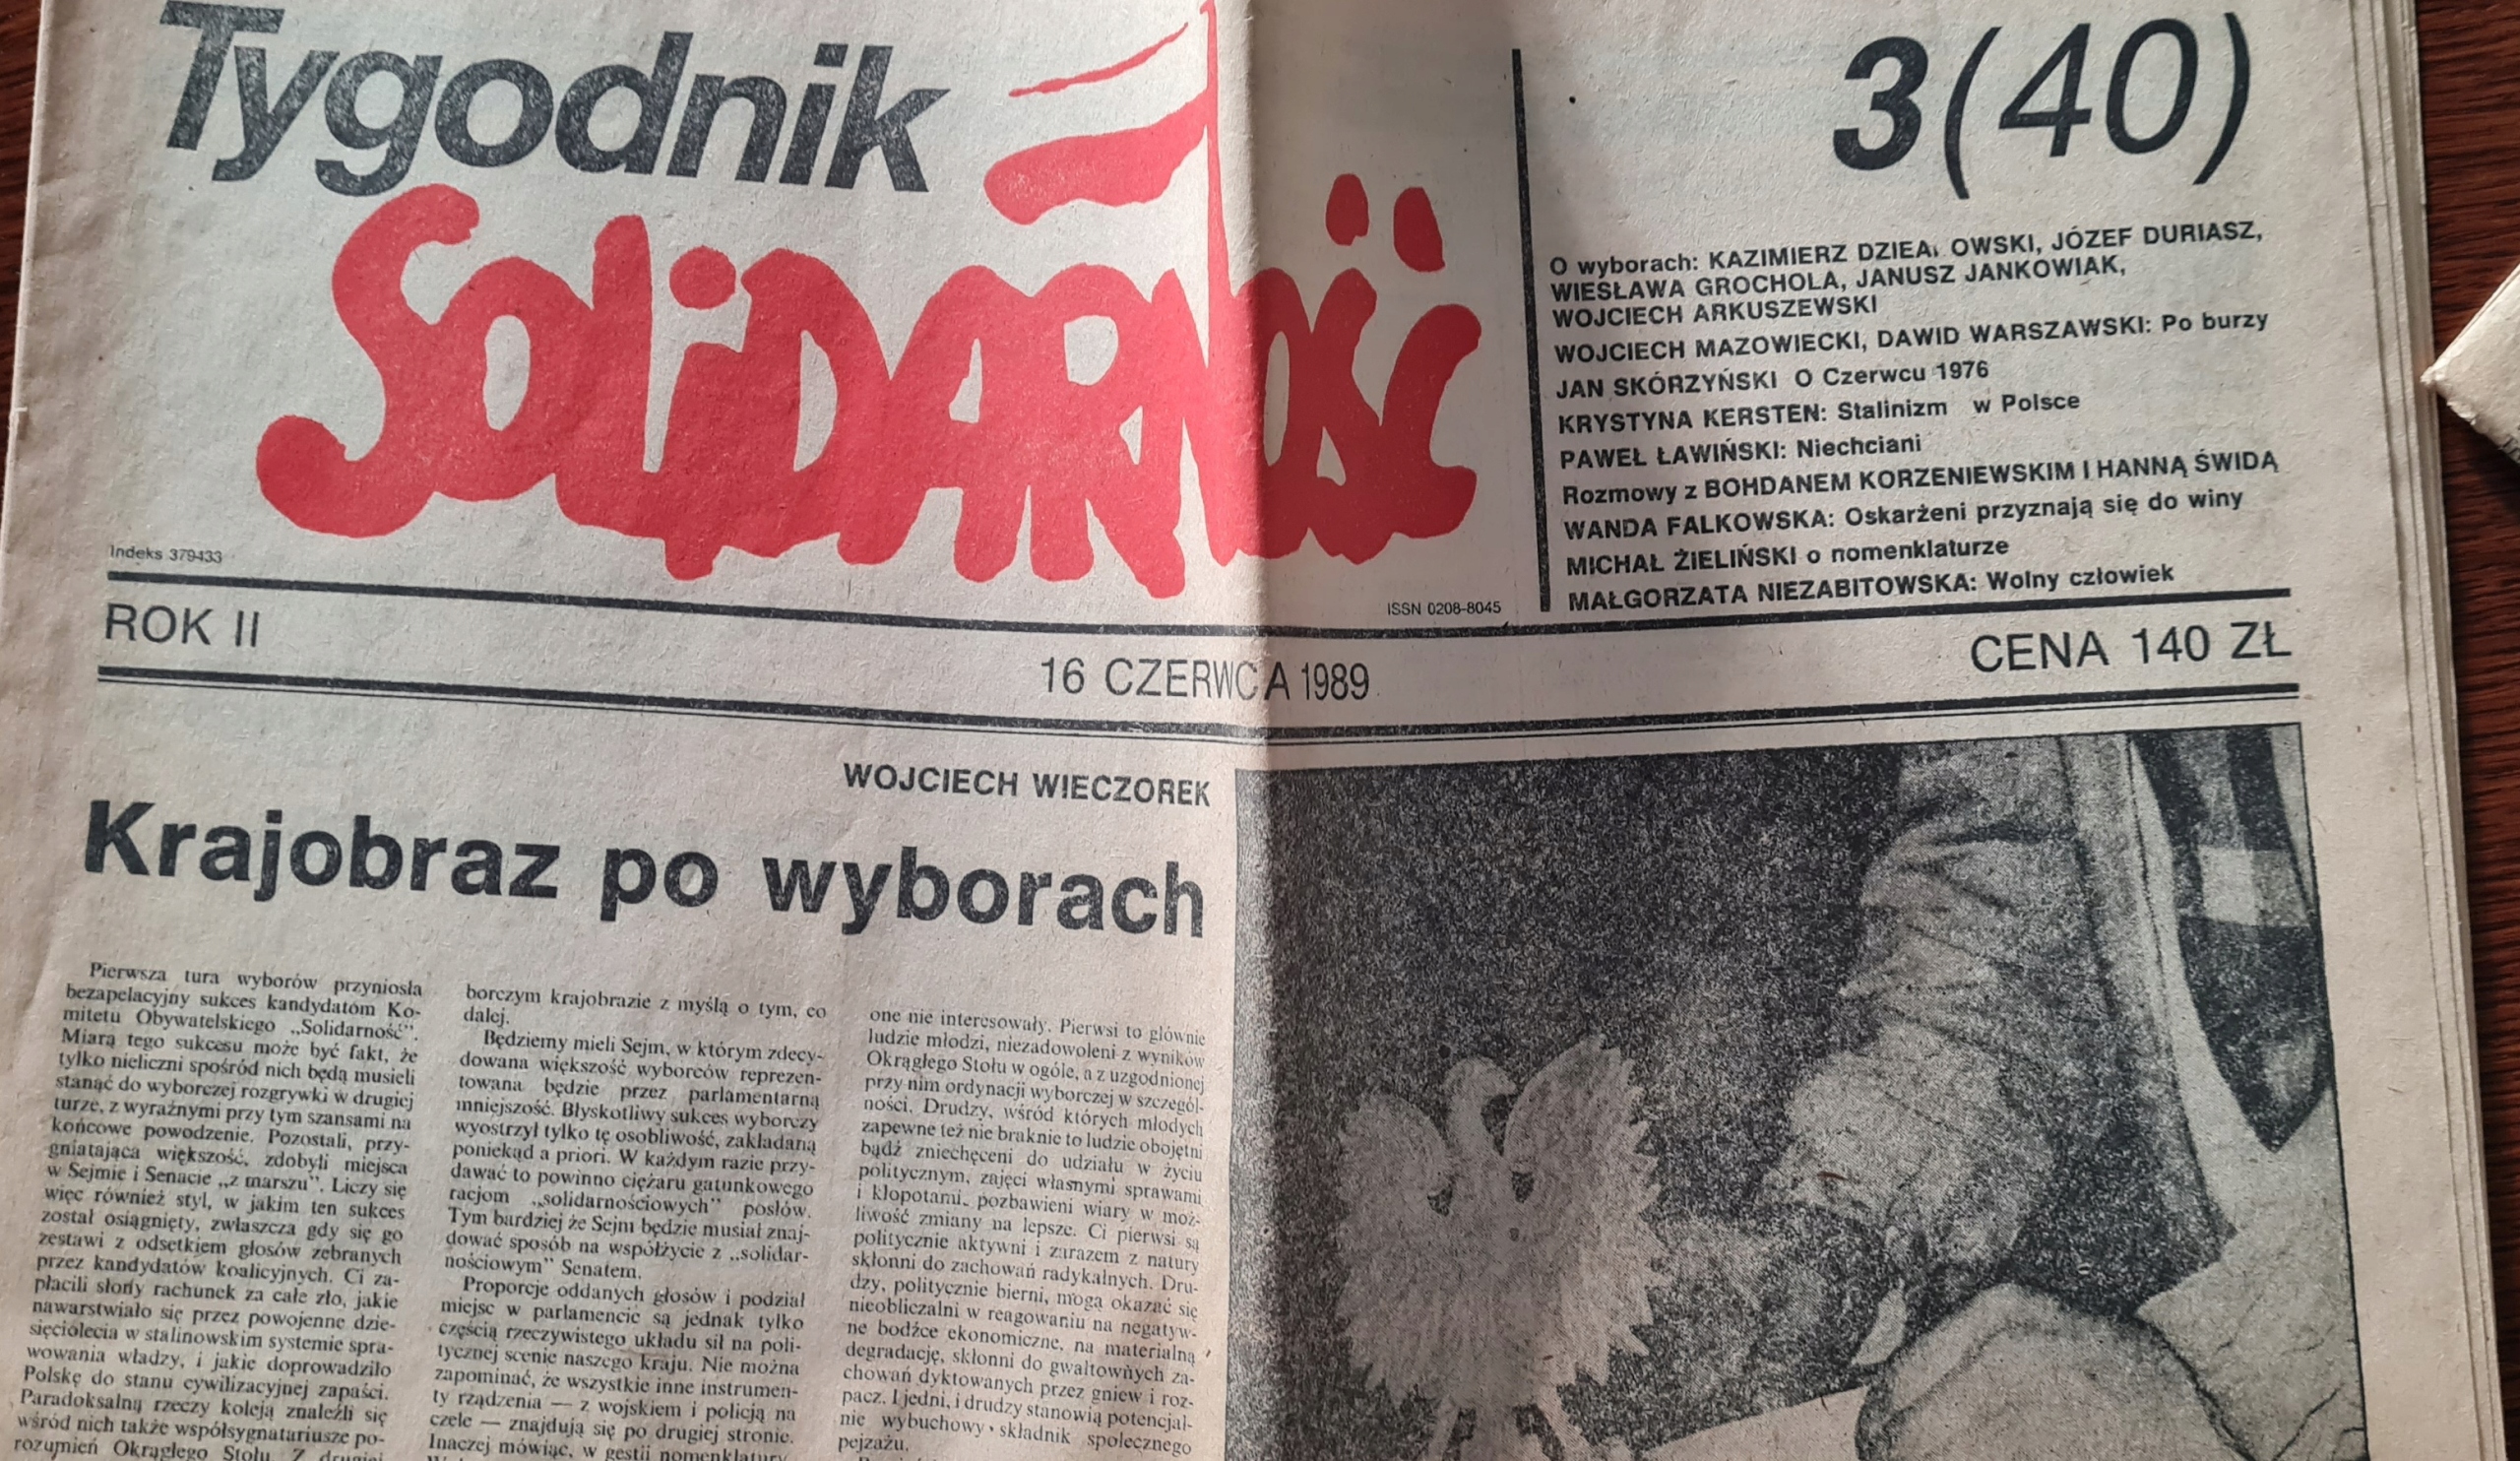 Tygodnik
SOLiDARNOŚĆ
3(40)
O wyborach: KAZIMIERZ DZIEA OWSKI, JÓZEF DURIASZ,
WIESŁAWA GROCHOLA, JANUSZ JANKOWIAK,
WOJCIECH ARKUSZEWSKI
WOJCIECH MAZOWIECKI, DAWID WARSZAWSKI: Po burzy
JAN SKÓRZYŃSKI O Czerwcu 1976
KRYSTYNA KERSTEN: Stalinizm w Polsce
PAWEŁ ŁAWIŃSKI: Niechciani
Rozmowy z BOHDANEM KORZENIEWSKIM I HANNĄ ŚWIDĄ
WANDA FALKOWSKA: Oskarżeni przyznają się do winy
MICHAŁ ŻIELIŃSKI o nomenklaturze
MAŁGORZATA NIEZABITOWSKA: Wolny człowiek
Indeks 379433
ISSN 0208-8045
ROK II
16 CZERWCA 1989
CENA 140 ZŁ
WOJCIECH WIECZOREK
Krajobraz po wyborach
Pierwsza tura wyborów przyniosła
bezapelacyjny sukces kandydatom Ko-
mitetu Obywatelskiego „Solidarność”.
Miarą tego sukcesu może być fakt, że
tylko nieliczni spośród nich będą musieli
stanąć do wyborczej rozgrywki w drugiej
turze, z wyraźnymi przy tym szansami na
końcowe powodzenie. Pozostali, przy-
gniatająca większość, zdobyli miejsca
w Sejmie i Senacie „z marszu”. Liczy się
więc również styl, w jakim ten sukces
został osiągnięty, zwłaszcza gdy się go
zestawi z odsetkiem głosów zebranych
przez kandydatów koalicyjnych. Ci za-
płacili słony rachunek za całe zło, jakie
nawarstwiało się przez powojenne dzie-
sięciolecia w stalinowskim systemie spra-
wowania władzy, i jakie doprowadziło
Polskę do stanu cywilizacyjnej zapaści.
Paradoksalną rzeczy koleją znaleźli się
wśród nich także współsygnatariusze po-
rozumień Okrągłego Stołu. Z drugiej
borczym krajobrazie z myślą o tym, co
dalej.
Będziemy mieli Sejm, w którym zdecy-
dowana większość wyborców reprezen-
towana będzie przez parlamentarną
mniejszość. Błyskotliwy sukces wyborczy
wyostrzył tylko tę osobliwość, zakładaną
poniekąd a priori. W każdym razie przy-
dawać to powinno ciężaru gatunkowego
racjom „solidarnościowych” posłów.
Tym bardziej że Sejm będzie musiał znaj-
dować sposób na współżycie z „solidar-
nościowym” Senatem.
Proporcje oddanych głosów i podział
miejsc w parlamencie są jednak tylko
częścią rzeczywistego układu sił na poli-
tycznej scenie naszego kraju. Nie można
zapominać, że wszystkie inne instrumen-
ty rządzenia — z wojskiem i policją na
czele — znajdują się po drugiej stronie.
Inaczej mówiąc, w gestii nomenklatury.
one nie interesowały. Pierwsi to głównie
ludzie młodzi, niezadowoleni z wyników
Okrągłego Stołu w ogóle, a z uzgodnionej
przy nim ordynacji wyborczej w szczegól-
ności. Drudzy, wśród których młodych
zapewne też nie braknie to ludzie obojętni
bądź zniechęceni do udziału w życiu
politycznym, zajęci własnymi sprawami
i kłopotami, pozbawieni wiary w moż-
liwość zmiany na lepsze. Ci pierwsi są
politycznie aktywni i zarazem z natury
skłonni do zachowań radykalnych. Dru-
dzy, politycznie bierni, mogą okazać się
nieobliczalni w reagowaniu na negatyw-
ne bodźce ekonomiczne, na materialną
degradację, skłonni do gwałtownych za-
chowań dyktowanych przez gniew i roz-
pacz. I jedni, i drudzy stanowią potencjal-
nie wybuchowy składnik społecznego
pejzażu.